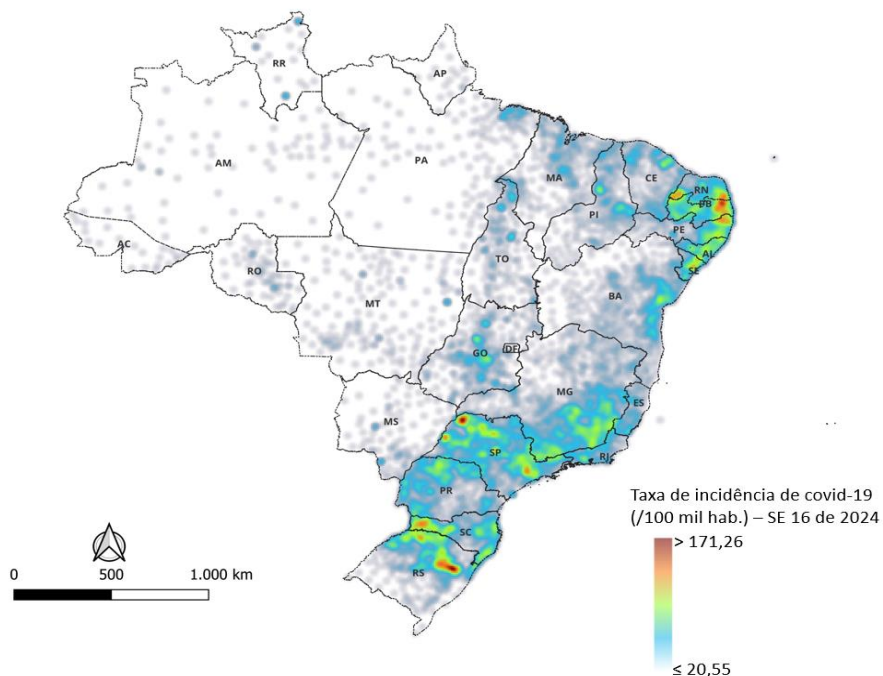 RR
AP
AM
PA
MA
CE
RN
PB
PI
PE
AL
SE
AC
TO
RO
BA
MT
GO
DF
MG
ES
MS
SP
RJ
PR
SC
RS
Taxa de incidência de covid-19
(/100 mil hab.) – SE 16 de 2024
> 171,26
≤ 20,55
0 500 1.000 km